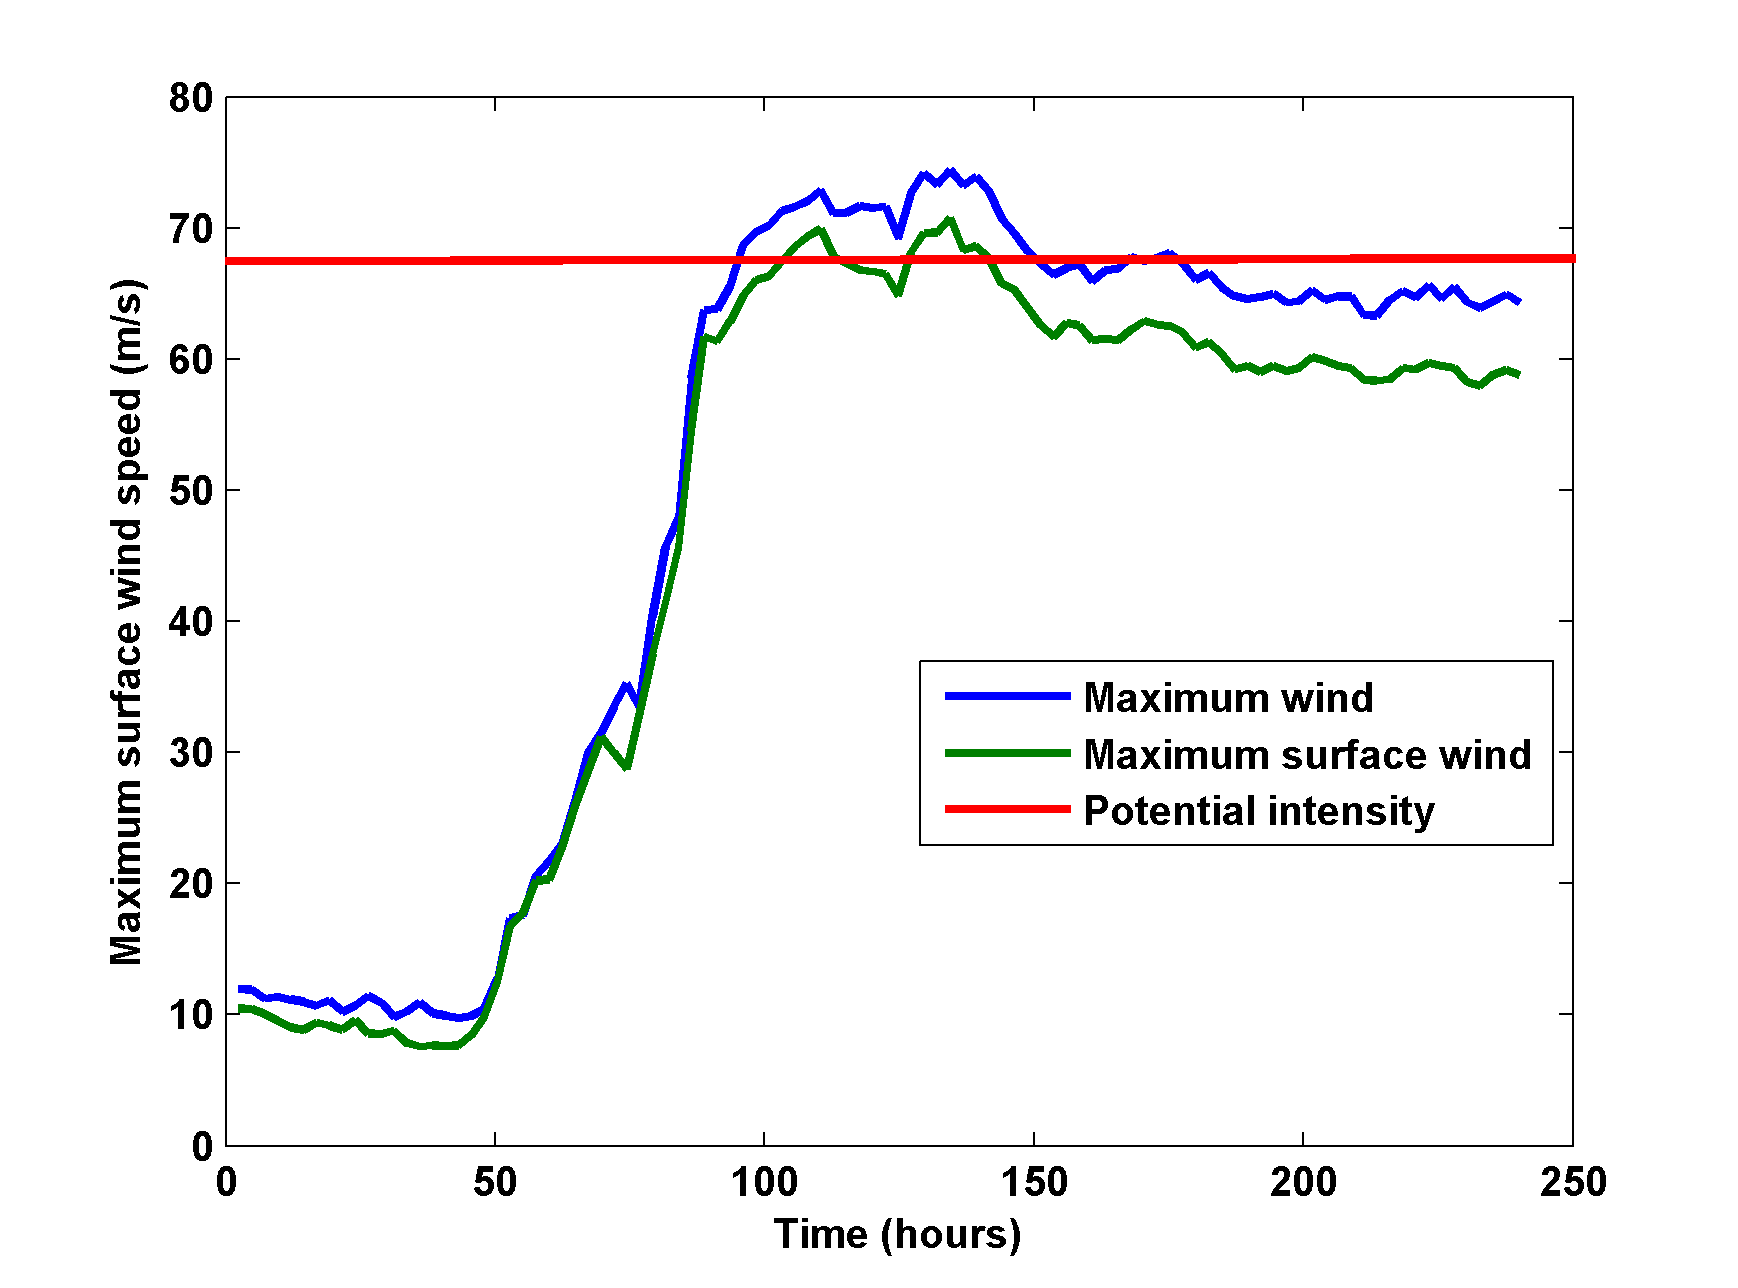 80
70
60
50
40
30
20
10
0
Maximum surface wind speed (m/s)
Maximum wind
Maximum surface wind
Potential intensity
0 50 100 150 200 250
Time (hours)